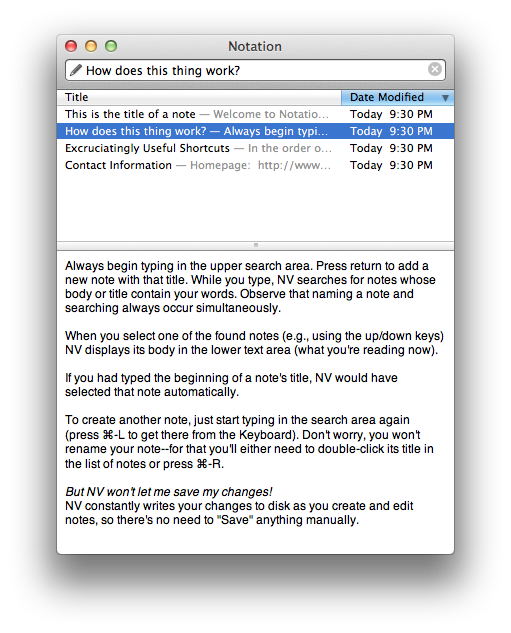 Notation
How does this thing work?
Title Date Modified
This is the title of a note — Welcome to Notatio... Today 9:30 PM
How does this thing work? — Always begin typi... Today 9:30 PM
Excruciatingly Useful Shortcuts — In the order o... Today 9:30 PM
Contact Information — Homepage: http://www... Today 9:30 PM
Always begin typing in the upper search area. Press return to add a
new note with that title. While you type, NV searches for notes whose
body or title contain your words. Observe that naming a note and
searching always occur simultaneously.
When you select one of the found notes (e.g., using the up/down keys)
NV displays its body in the lower text area (what you're reading now).
If you had typed the beginning of a note's title, NV would have
selected that note automatically.
To create another note, just start typing in the search area again
(press ⌘-L to get there from the Keyboard). Don't worry, you won't
rename your note--for that you'll either need to double-click its title in
the list of notes or press ⌘-R.
But NV won't let me save my changes!
NV constantly writes your changes to disk as you create and edit
notes, so there's no need to "Save" anything manually.